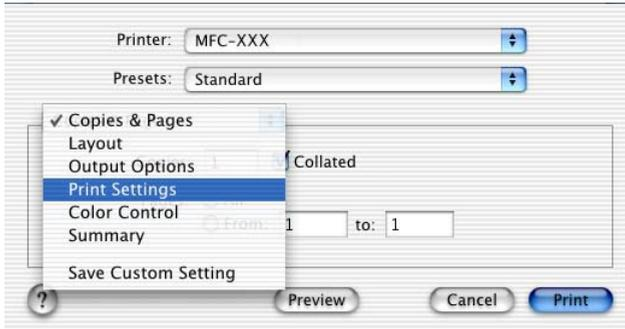 Printer: MFC-XXX
Presets: Standard
✓ Copies & Pages
Layout
1 Collated
Output Options
Print Settings
Color Control
From: 1 to: 1
Summary
Save Custom Setting
? Preview Cancel Print